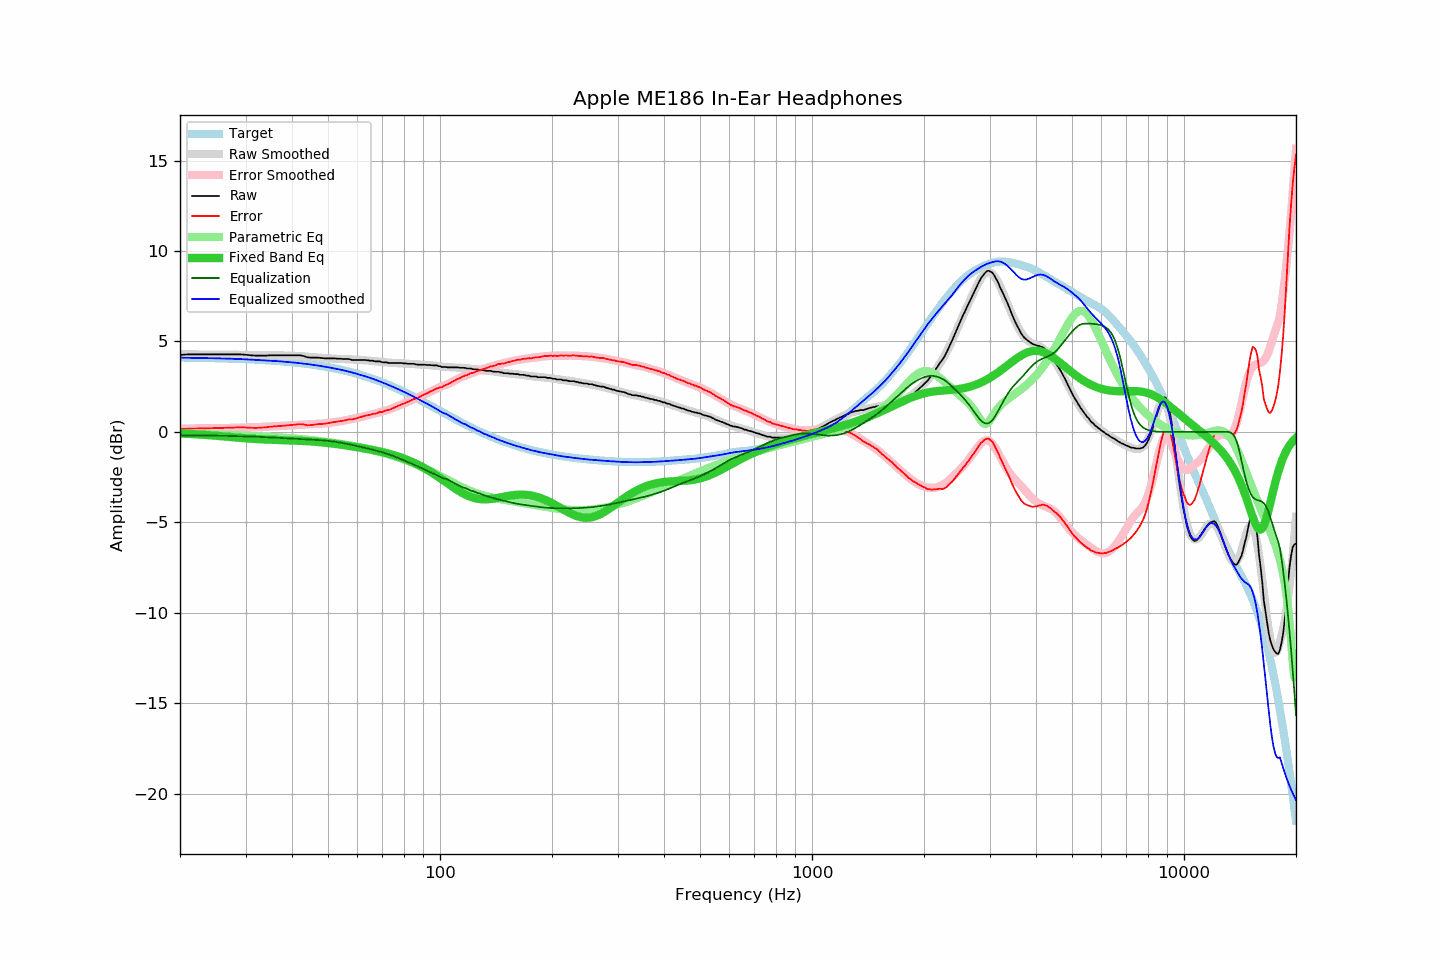 Apple ME186 In-Ear Headphones
Target
Raw Smoothed
Error Smoothed
Raw
Error
Parametric Eq
Fixed Band Eq
Equalization
Equalized smoothed
15
10
5
0
−5
−10
−15
−20
Amplitude (dBr)
100
1000
10000
Frequency (Hz)